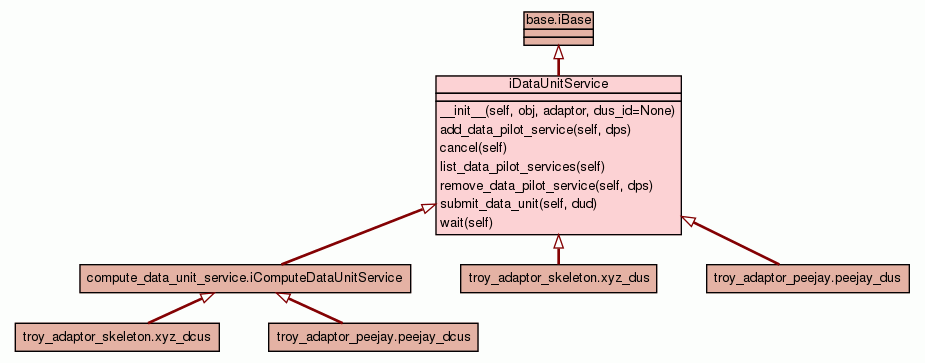 base.iBase
iDataUnitService
__init__(self, obj, adaptor, dus_id=None)
add_data_pilot_service(self, dps)
cancel(self)
list_data_pilot_services(self)
remove_data_pilot_service(self, dps)
submit_data_unit(self, dud)
wait(self)
compute_data_unit_service.iComputeDataUnitService
troy_adaptor_skeleton.xyz_dus
troy_adaptor_peejay.peejay_dus
troy_adaptor_skeleton.xyz_dcus
troy_adaptor_peejay.peejay_dcus